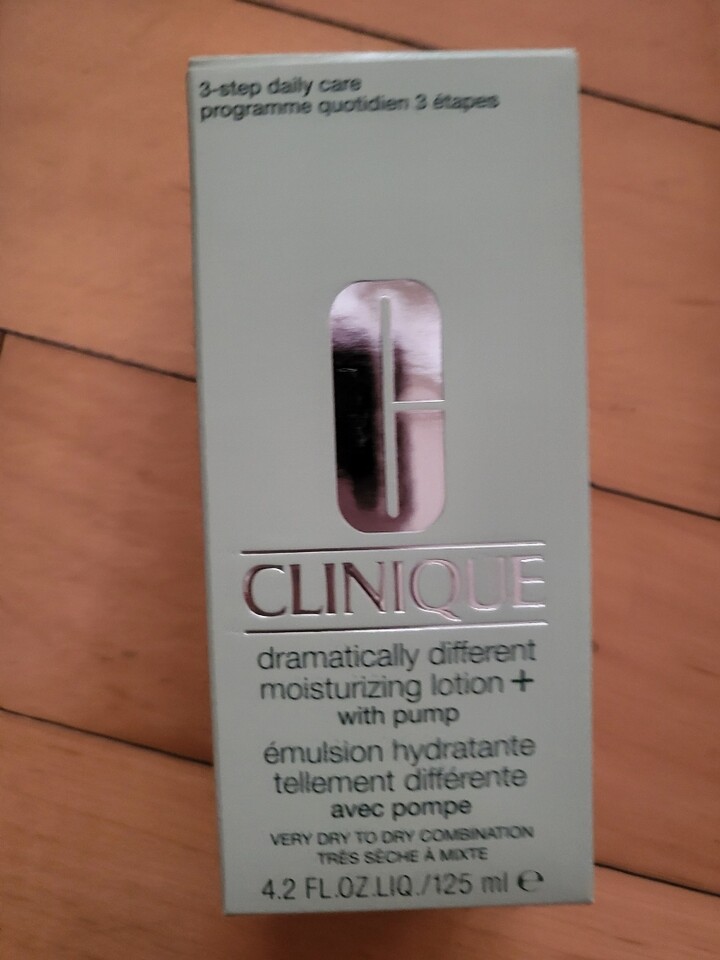 3-step daily care
programme quotidien 3 étapes
C
CLINIQUE
dramatically different
moisturizing lotion +
with pump
émulsion hydratante
tellement différente
avec pompe
VERY DRY TO DRY COMBINATION
TRÈS SÈCHE À MIXTE
4.2 FL.OZ.LIQ./125 ml ℮